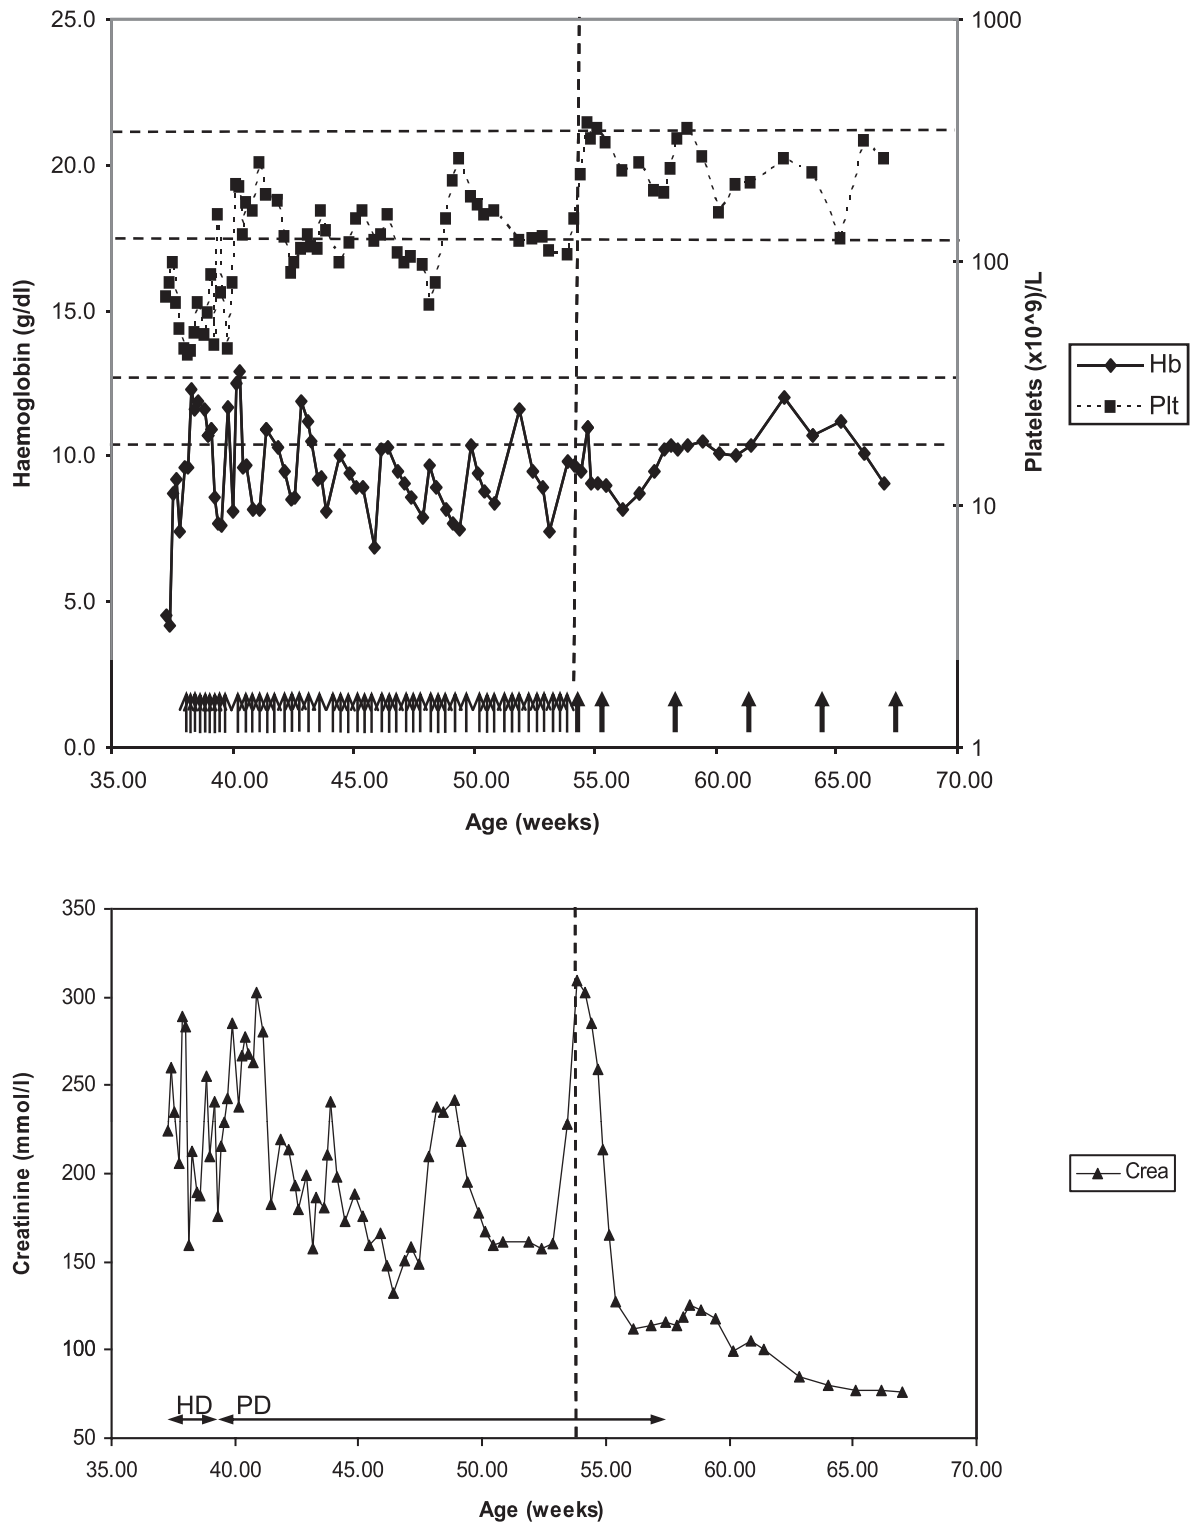 25.0
20.0
15.0
10.0
5.0
0.0
Haemoglobin (g/dl)
1000
100
10
1
Platelets (x10^9)/L
Hb
Plt
35.00 40.00 45.00 50.00 55.00 60.00 65.00 70.00
Age (weeks)
350
300
250
200
150
100
50
Creatinine (mmol/l)
HD PD
Crea
35.00 40.00 45.00 50.00 55.00 60.00 65.00 70.00
Age (weeks)